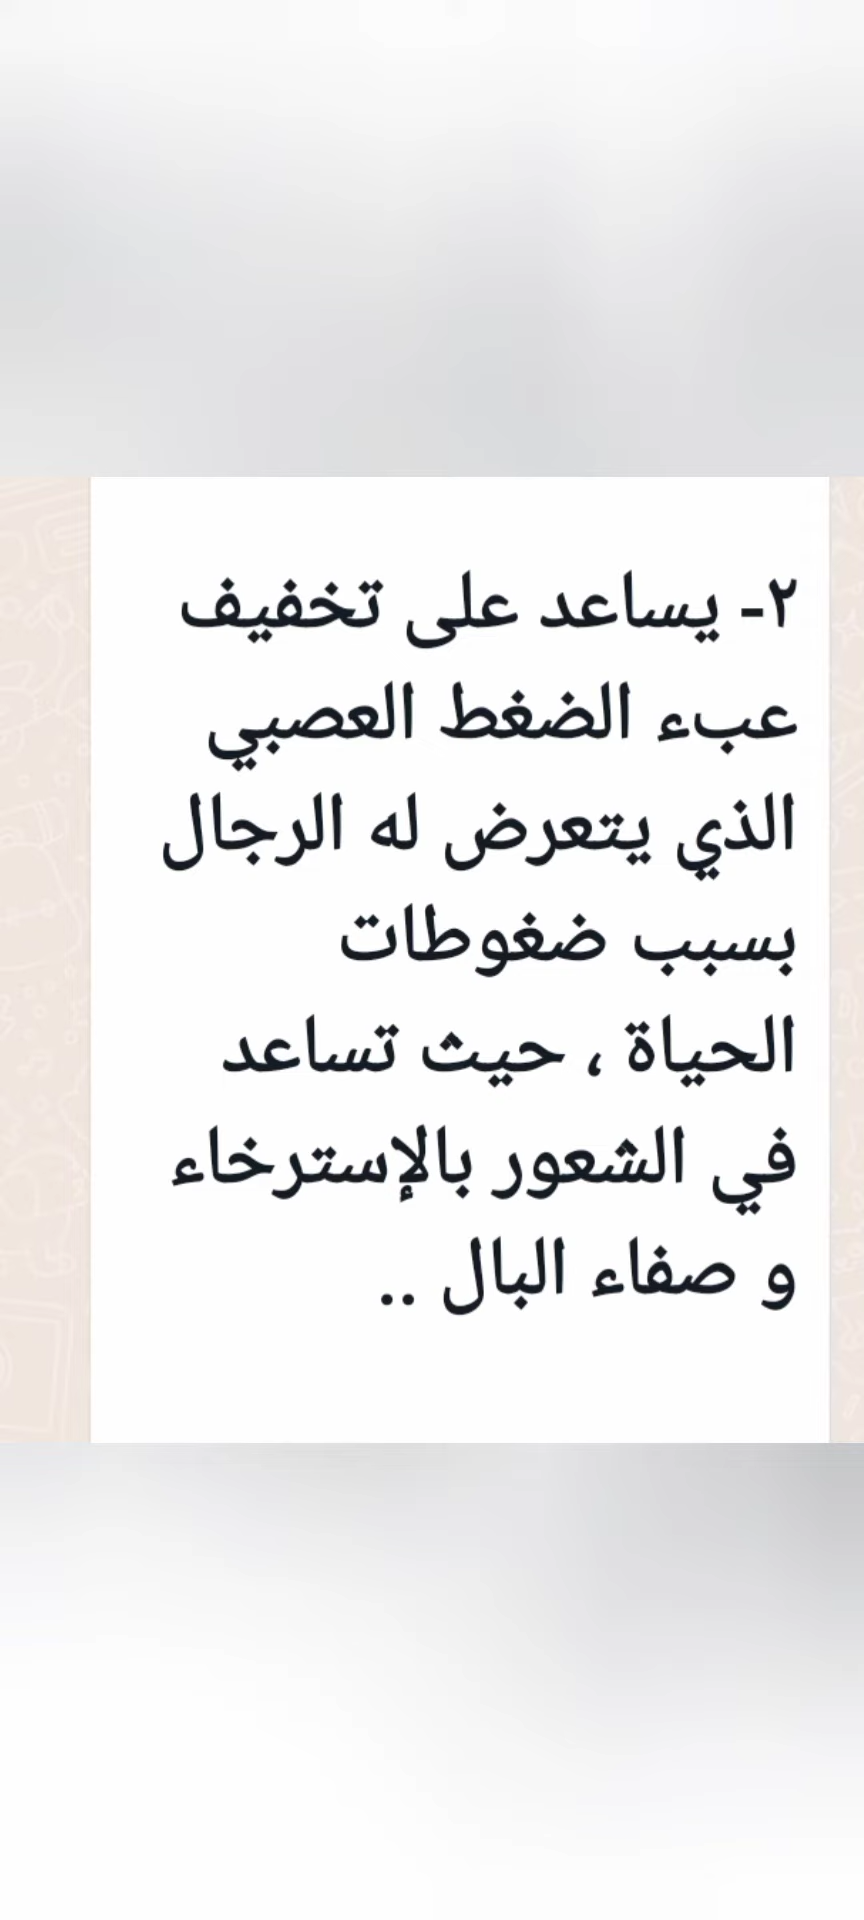 ٢- يساعد على تخفيف
عبء الضغط العصبي
الذي يتعرض له الرجال
بسبب ضغوطات
الحياة ، حيث تساعد
في الشعور بالإسترخاء
و صفاء البال ..